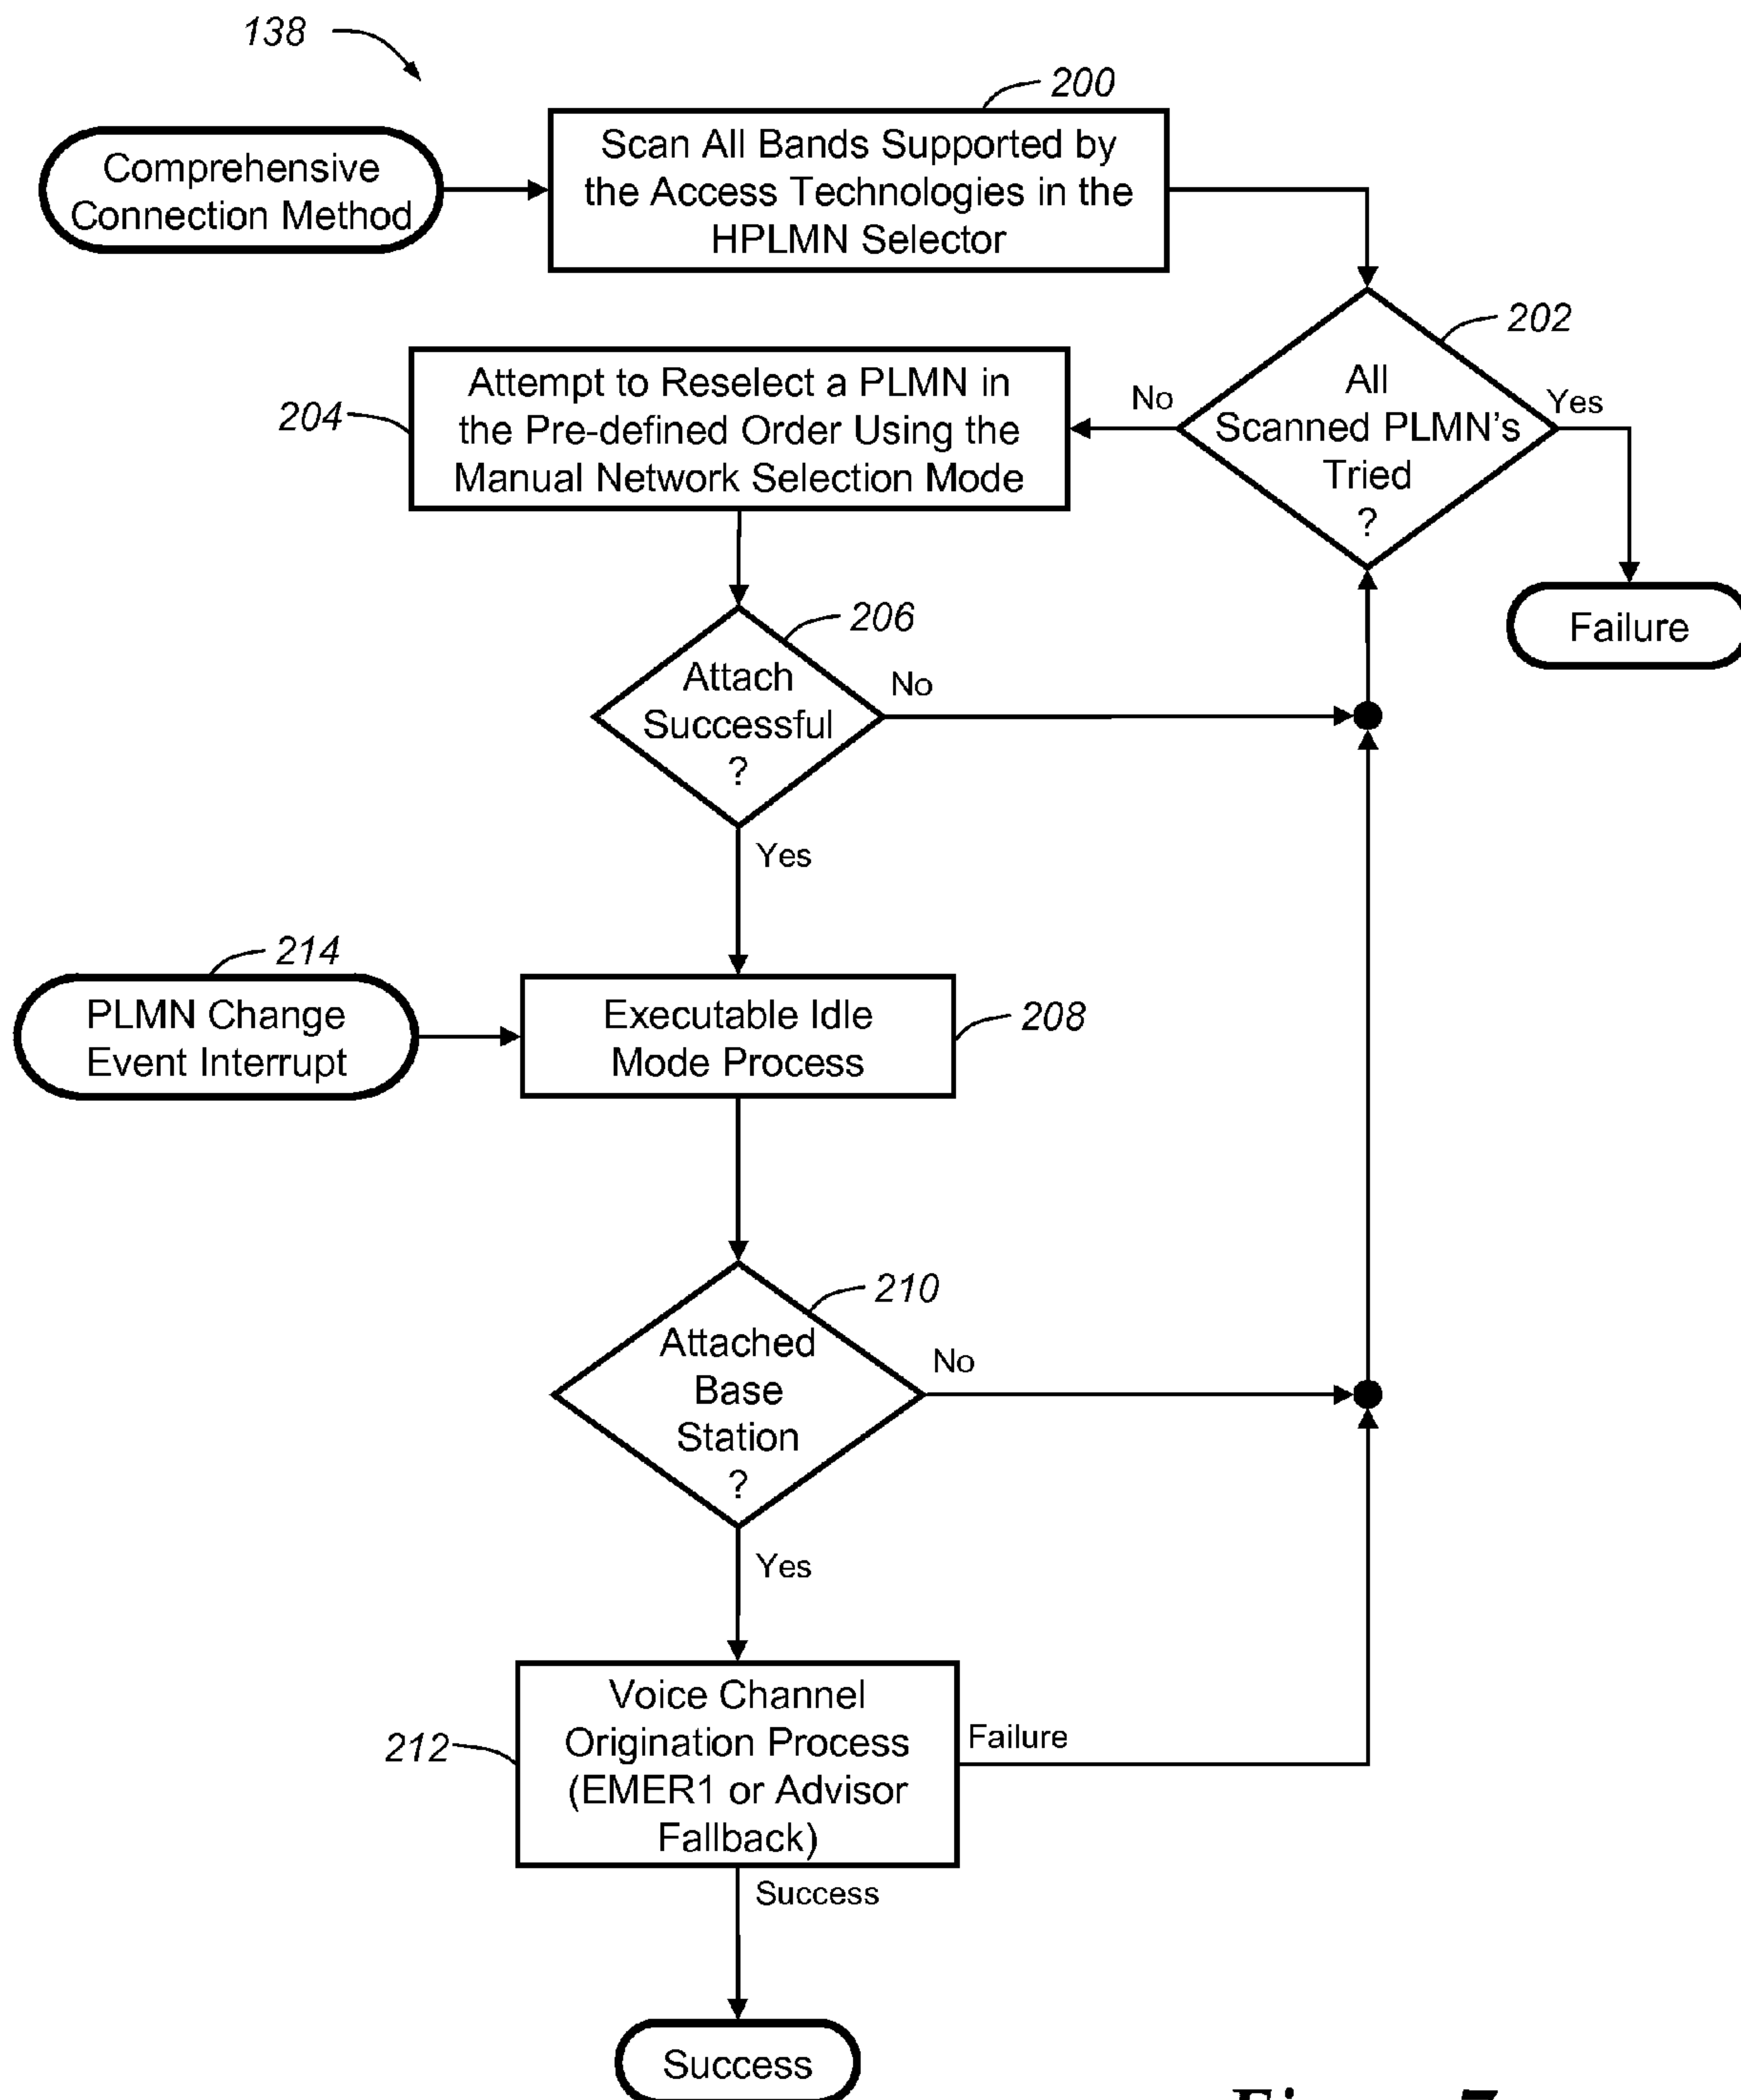 138
200
Comprehensive
Connection Method
Scan All Bands Supported by
the Access Technologies in the
HPLMN Selector
202
204
Attempt to Reselect a PLMN in
the Pre-defined Order Using the
Manual Network Selection Mode
No
All
Scanned PLMN's
Tried
?
Yes
Failure
206
Attach
Successful
?
No
Yes
214
PLMN Change
Event Interrupt
Executable Idle
Mode Process
208
210
Attached
Base
Station
?
No
Yes
212
Voice Channel
Origination Process
(EMER1 or Advisor
Fallback)
Failure
Success
Success